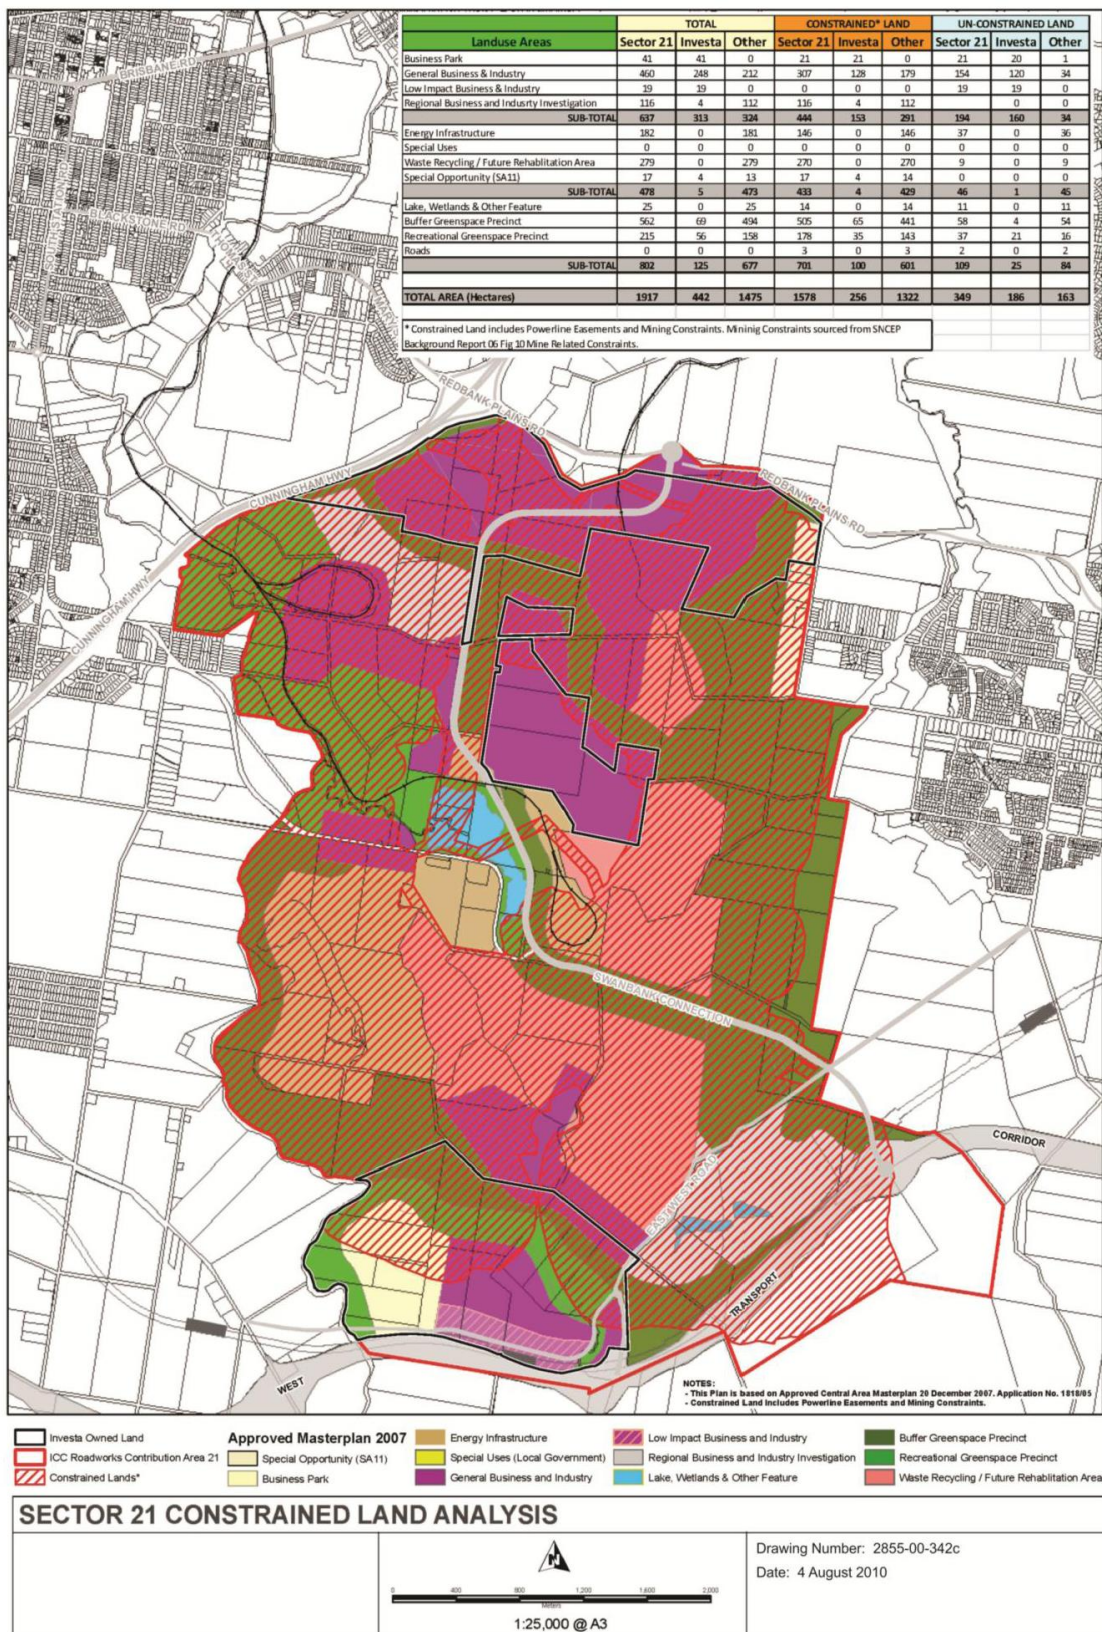 TOTAL CONSTRAINED* LAND UN-CONSTRAINED LAND
Landuse Areas Sector 21 Investa Other Sector 21 Investa Other Sector 21 Investa Other
Business Park 41 41 0 21 21 0 21 20 1
General Business & Industry 460 248 212 307 128 179 154 120 34
Low Impact Business & Industry 19 19 0 0 0 0 19 19 0
Regional Business and Indusrty Investigation 116 4 112 116 4 112 0 0
SUB-TOTAL 637 313 324 444 153 291 194 160 34
Energy Infrastructure 182 0 181 146 0 146 37 0 36
Special Uses 0 0 0 0 0 0 0 0 0
Waste Recycling / Future Rehablitation Area 279 0 279 270 0 270 9 0 9
Special Opportunity (SA11) 17 4 13 17 4 14 0 0 0
SUB-TOTAL 478 5 473 433 4 429 46 1 45
Lake, Wetlands & Other Feature 25 0 25 14 0 14 11 0 11
Buffer Greenspace Precinct 562 69 494 505 65 441 58 4 54
Recreational Greenspace Precinct 215 56 158 178 35 143 37 21 16
Roads 0 0 0 3 0 3 2 0 2
SUB-TOTAL 802 125 677 701 100 601 109 25 84
TOTAL AREA (Hectares) 1917 442 1475 1578 256 1322 349 186 163
* Constrained Land includes Powerline Easements and Mining Constraints. Mininig Constraints sourced from SNCEP
Background Report 06 Fig 10 Mine Related Constraints.
BRISBANE RD
BLACKSTONE RD
REDBANK PLAINS RD
CUNNINGHAM HWY
REDBANK PLAINS RD
CUNNINGHAM HWY
SWANBANK CONNECTION
CORRIDOR
EAST WEST ROAD
TRANSPORT
WEST
NOTES:
- This Plan is based on Approved Central Area Masterplan 20 December 2007. Application No. 1818/05
- Constrained Land Includes Powerline Easements and Mining Constraints.
Investa Owned Land
ICC Roadworks Contribution Area 21
Constrained Lands*
Approved Masterplan 2007
Special Opportunity (SA11)
Business Park
Energy Infrastructure
Special Uses (Local Government)
General Business and Industry
Low Impact Business and Industry
Regional Business and Industry Investigation
Lake, Wetlands & Other Feature
Buffer Greenspace Precinct
Recreational Greenspace Precinct
Waste Recycling / Future Rehablitation Area
SECTOR 21 CONSTRAINED LAND ANALYSIS
N
0 400 800 1,200 1,600 2,000
Meters
1:25,000 @ A3
Drawing Number: 2855-00-342c
Date: 4 August 2010